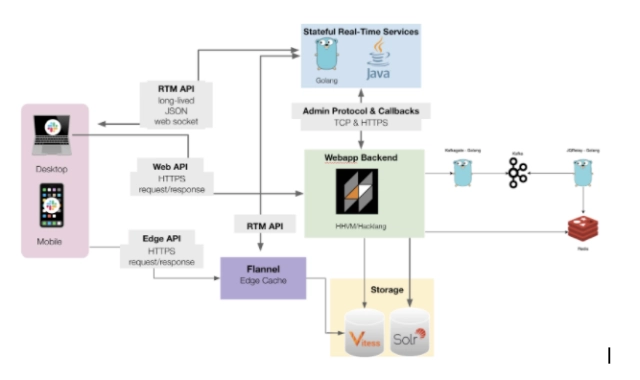 Stateful Real-Time Services
Golang
Java
RTM API
long-lived
JSON
web socket
Admin Protocol & Callbacks
TCP & HTTPS
Desktop
Mobile
Web API
HTTPS
request/response
Webapp Backend
HHVM/Hacklang
Kafkagate - Golang
Kafka
JQRelay - Golang
Redis
Edge API
HTTPS
request/response
RTM API
Flannel
Edge Cache
Storage
Vitess
Solr